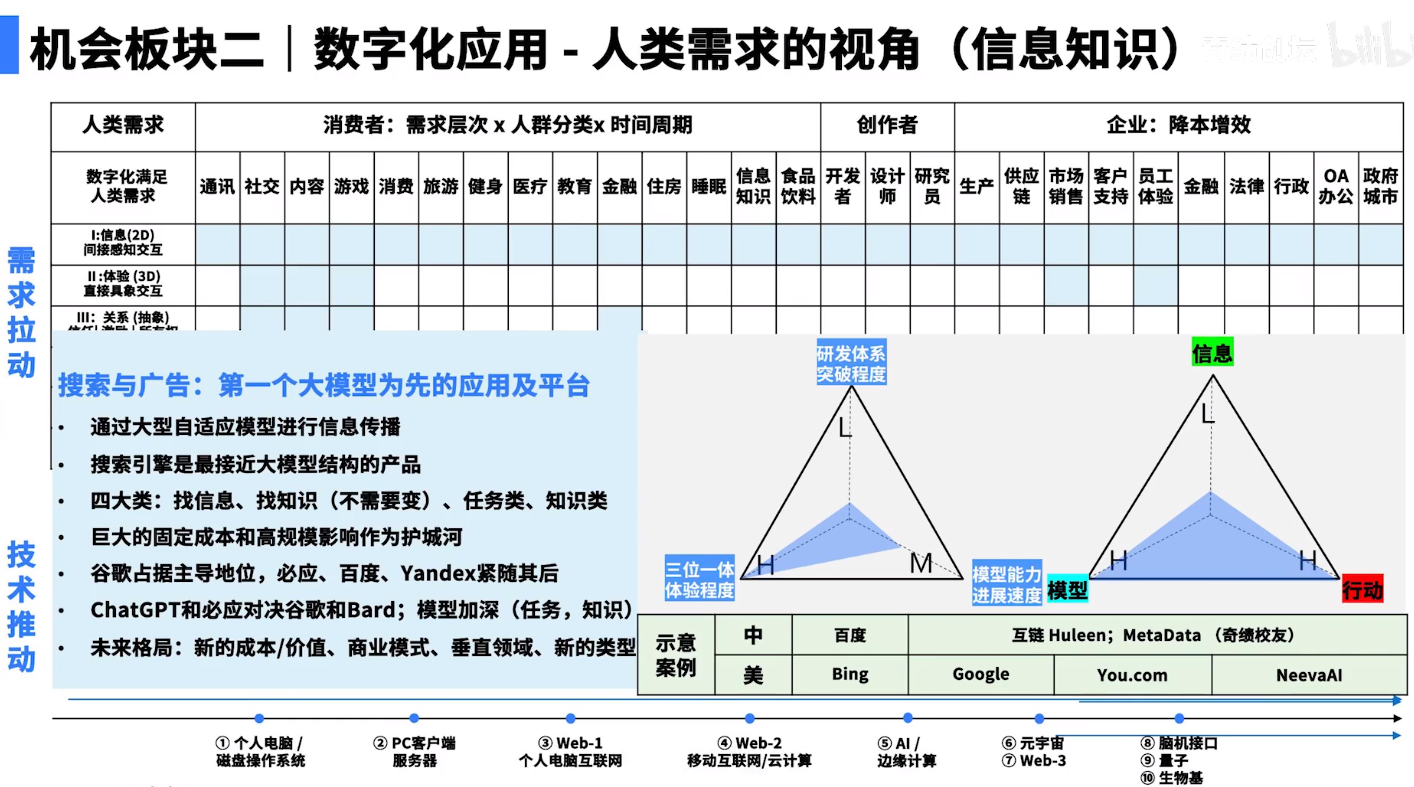 机会板块二｜数字化应用 - 人类需求的视角（信息知识）
bilibili
人类需求
消费者：需求层次 x 人群分类x 时间周期
创作者
企业：降本增效
数字化满足
人类需求
通讯
社交
内容
游戏
消费
旅游
健身
医疗
教育
金融
住房
睡眠
信息
知识
食品
饮料
开发
者
设计
师
研究
员
生产
供应
链
市场
销售
客户
支持
员工
体验
金融
法律
行政
OA
办公
政府
城市
需求拉动
I:信息(2D)
间接感知交互
II :体验 (3D)
直接具象交互
III：关系 (抽象)
搜索与广告：第一个大模型为先的应用及平台
• 通过大型自适应模型进行信息传播
• 搜索引擎是最接近大模型结构的产品
• 四大类：找信息、找知识（不需要变）、任务类、知识类
• 巨大的固定成本和高规模影响作为护城河
• 谷歌占据主导地位，必应、百度、Yandex紧随其后
• ChatGPT和必应对决谷歌和Bard；模型加深（任务，知识）
• 未来格局：新的成本/价值、商业模式、垂直领域、新的类型
技术推动
研发体系
突破程度
L
H
M
三位一体
体验程度
模型能力
进展速度
信息
L
H
H
模型
行动
示意
案例
中
百度
互链 Huleen；MetaData （奇绩校友）
美
Bing
Google
You.com
NeevaAI
① 个人电脑 /
磁盘操作系统
② PC客户端
服务器
③ Web-1
个人电脑互联网
④ Web-2
移动互联网/云计算
⑤ AI /
边缘计算
⑥ 元宇宙
⑦ Web-3
⑧ 脑机接口
⑨ 量子
⑩ 生物基